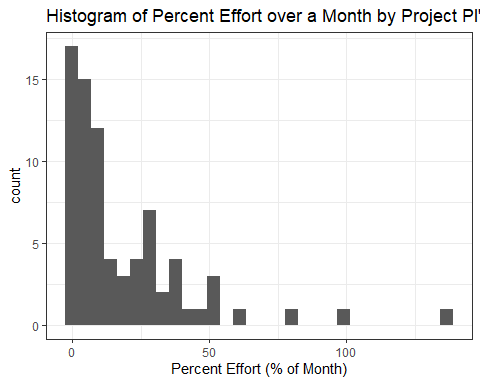 Histogram of Percent Effort over a Month by Project PI'
count
15
10
5
0
0 50 100
Percent Effort (% of Month)